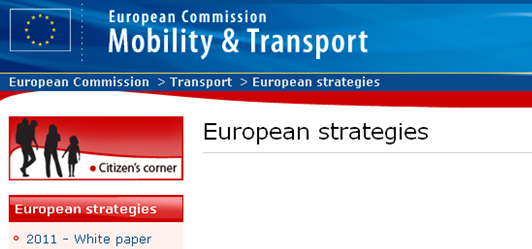 European Commission
Mobility & Transport
European Commission > Transport > European strategies
European strategies
• Citizen's corner
European strategies
2011 – White paper